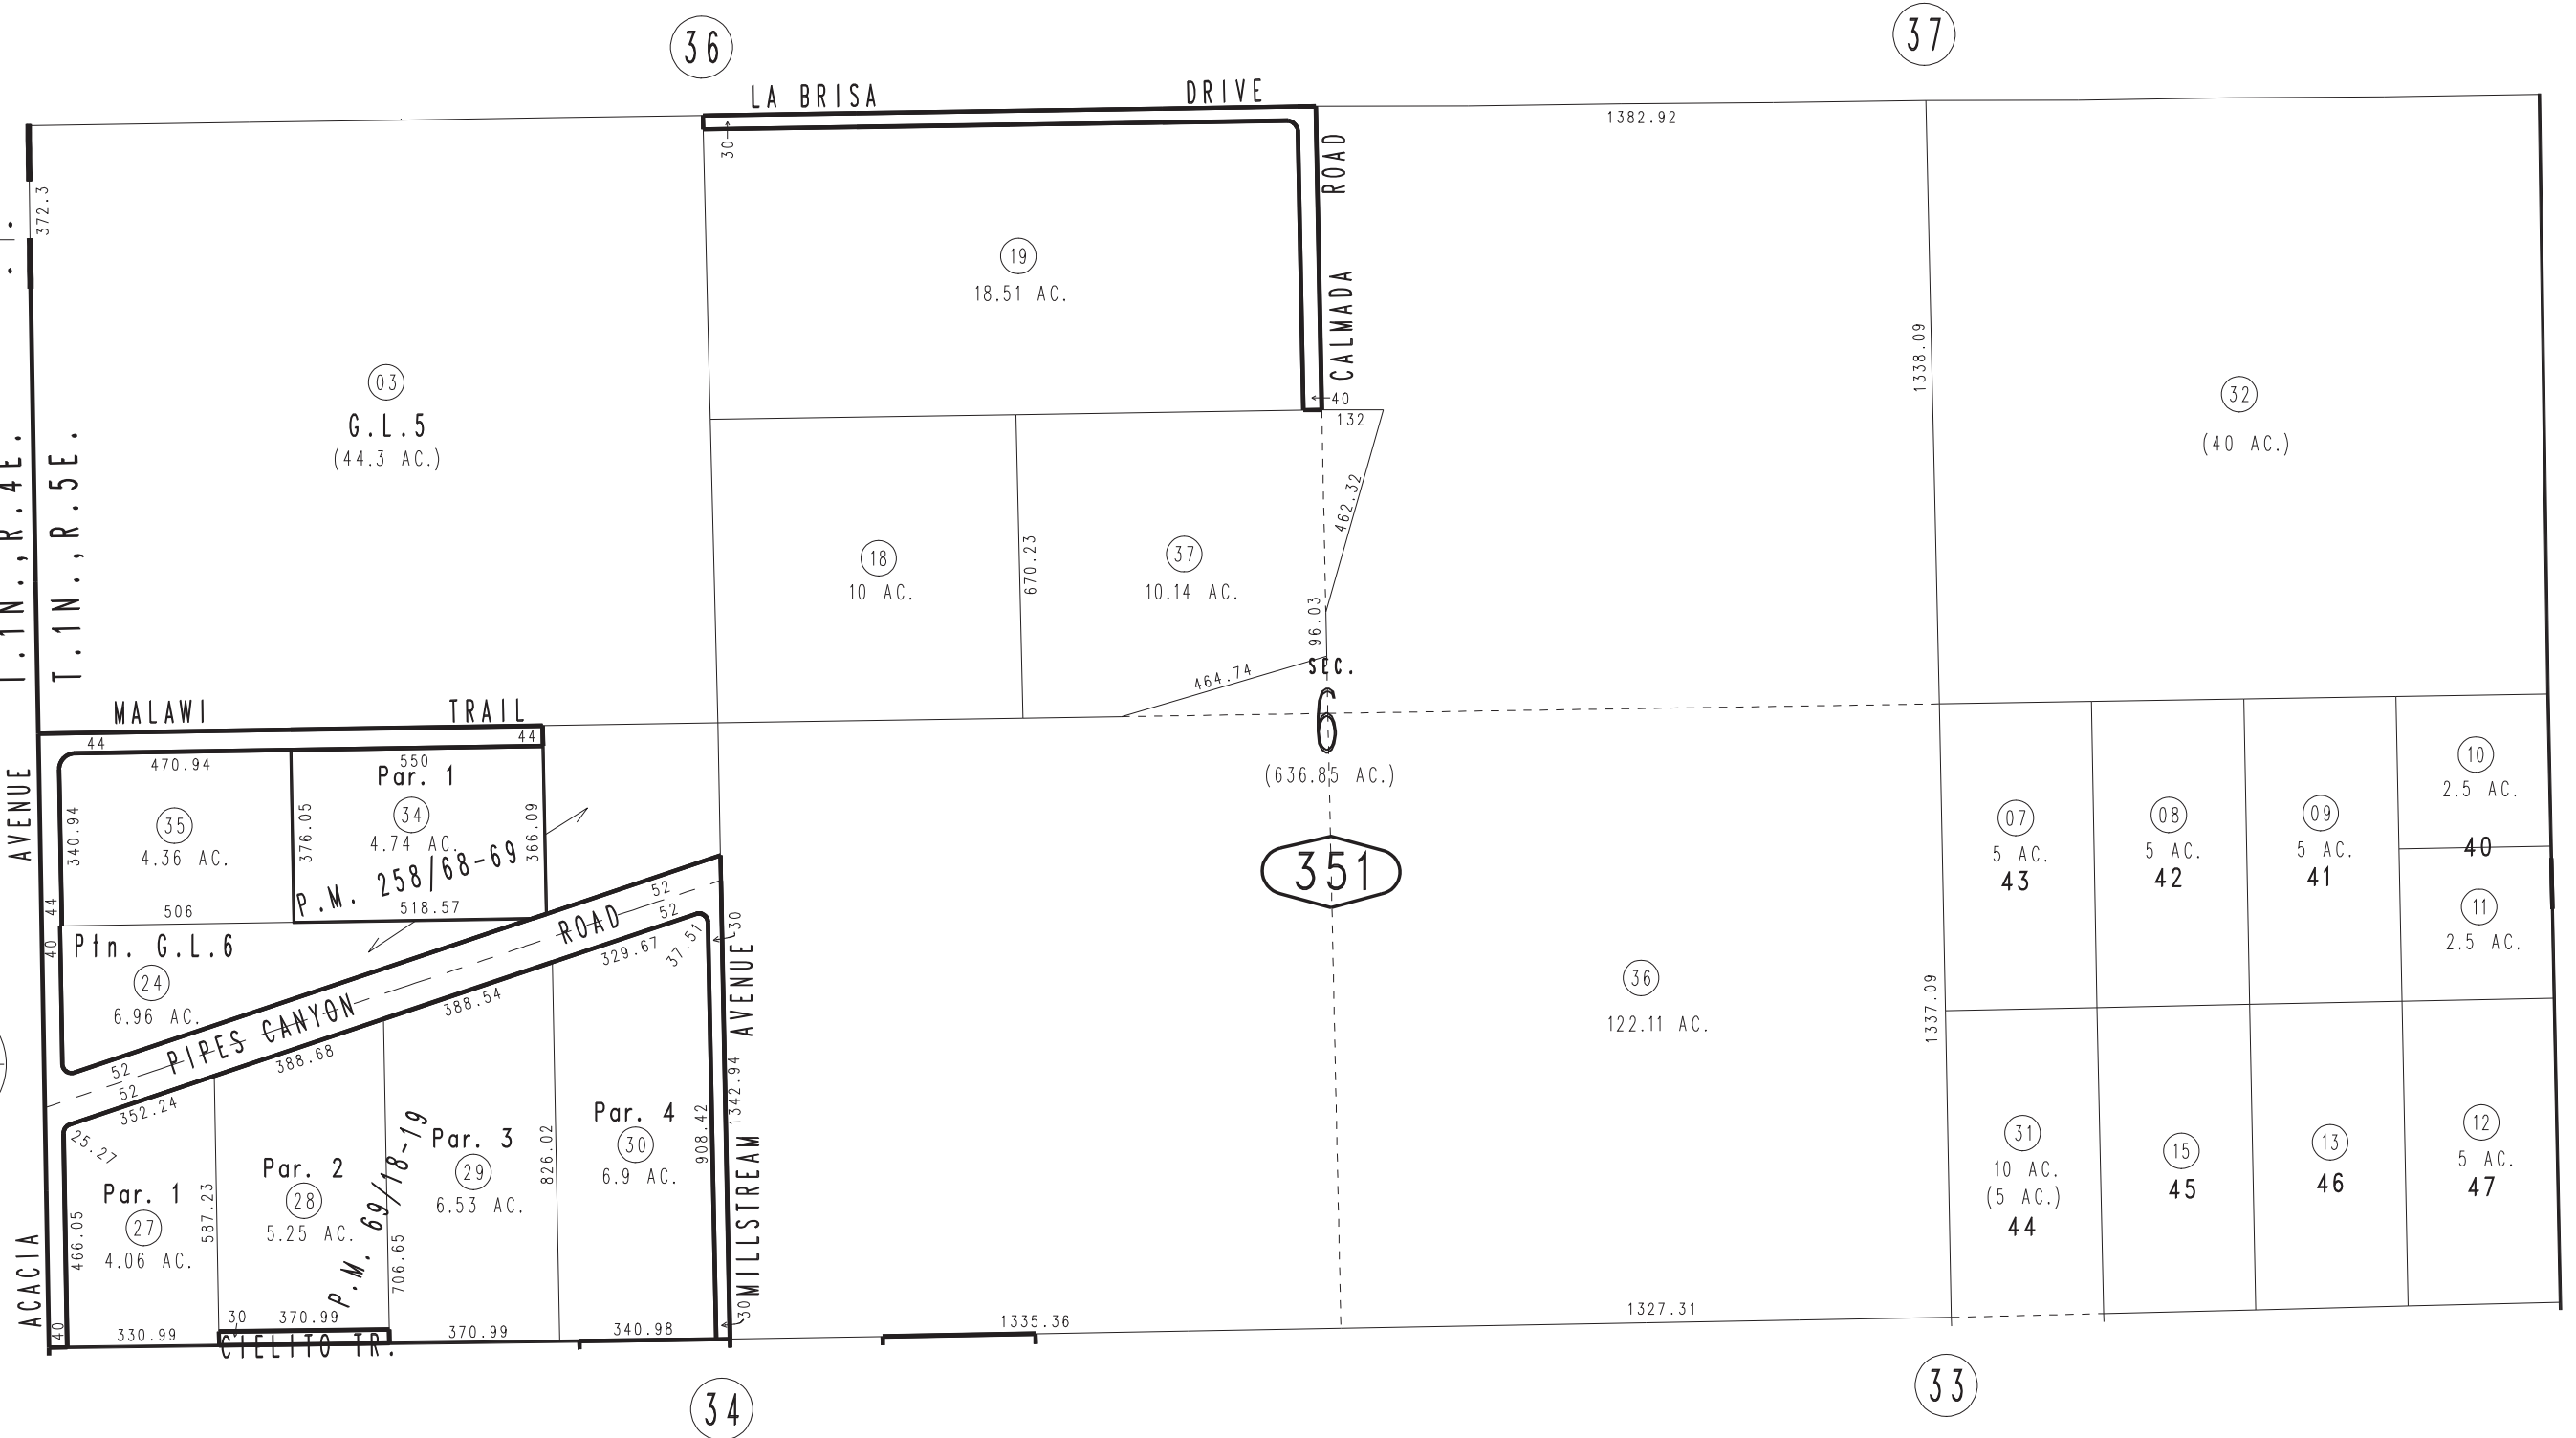 36
37
LA BRISA DRIVE
1382.92
30
ROAD
372.3
19
18.51 AC.
CALMADA
40
132
1338.09
03
G.L.5
(44.3 AC.)
32
(40 AC.)
T.1N.,R.4E.
T.1N.,R.5E.
462.32
18
10 AC.
670.23
37
10.14 AC.
96.03
464.74
SEC.
6
(636.85 AC.)
351
MALAWI TRAIL
44
44
470.94
550
Par. 1
34
4.74 AC.
35
4.36 AC.
340.94
376.05
366.09
P.M. 258/68-69
506
518.57
AVENUE
44
40
Ptn. G.L.6
24
6.96 AC.
52
52
PIPES CANYON ROAD
52
52
352.24
388.68
388.54
329.67
37.51
30
AVENUE
1342.94
MILLSTREAM
30
25.27
Par. 1
27
4.06 AC.
466.05
587.23
Par. 2
28
5.25 AC.
P.M. 69/18-19
706.65
Par. 3
29
6.53 AC.
826.02
Par. 4
30
6.9 AC.
908.42
ACACIA
40
330.99
30
370.99
CIELITO TR.
370.99
340.98
1335.36
1327.31
36
122.11 AC.
1337.09
07
5 AC.
43
08
5 AC.
42
09
5 AC.
41
10
2.5 AC.
40
11
2.5 AC.
31
10 AC.
(5 AC.)
44
15
45
13
46
12
5 AC.
47
34
33